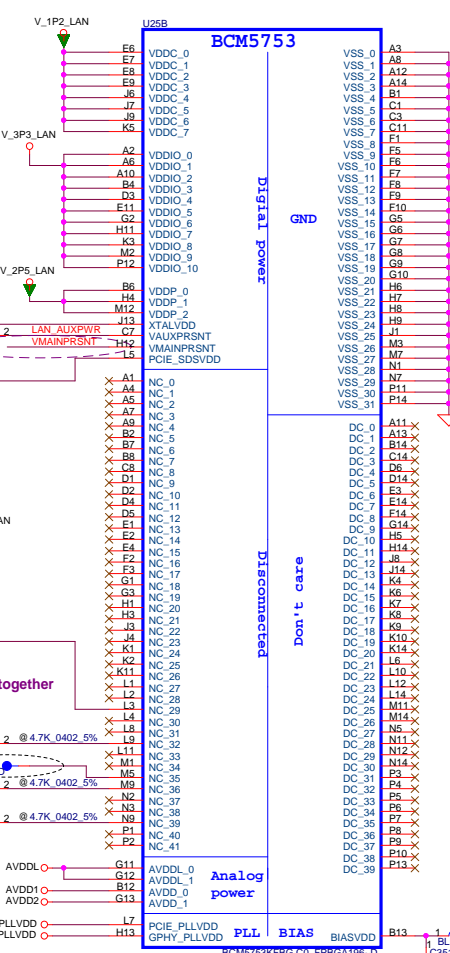 U25B
BCM5753
V_1P2_LAN
E6 VDDC_0
E7 VDDC_1
E8 VDDC_2
E9 VDDC_3
J6 VDDC_4
J7 VDDC_5
J9 VDDC_6
K5 VDDC_7
V_3P3_LAN
A2 VDDIO_0
A6 VDDIO_1
A10 VDDIO_2
B4 VDDIO_3
D3 VDDIO_4
E11 VDDIO_5
G2 VDDIO_6
H11 VDDIO_7
K3 VDDIO_8
M2 VDDIO_9
P12 VDDIO_10
V_2P5_LAN
B6 VDDP_0
H4 VDDP_1
M12 VDDP_2
J13 XTALVDD
2 LAN_AUXPWR C7 VAUXPRSNT
VMAINPRSNT H12 VMAINPRSNT
L5 PCIE_SDSVDD
Digial power
A1 NC_0
A4 NC_1
A5 NC_2
A7 NC_3
A9 NC_4
B2 NC_5
B7 NC_6
B8 NC_7
C8 NC_8
D1 NC_9
D2 NC_10
D4 NC_11
D5 NC_12
E1 NC_13
E2 NC_14
E4 NC_15
F2 NC_16
F3 NC_17
G1 NC_18
G3 NC_19
H1 NC_20
H3 NC_21
J3 NC_22
J4 NC_23
K1 NC_24
K2 NC_25
K11 NC_26
L1 NC_27
L2 NC_28
L3 NC_29
L4 NC_30
L8 NC_31
L9 NC_32
L11 NC_33
M1 NC_34
M5 NC_35
M9 NC_36
N2 NC_37
N3 NC_38
N9 NC_39
P1 NC_40
P2 NC_41
Disconnected
AN
together
2 @4.7K_0402_5%
2 @4.7K_0402_5%
2 @4.7K_0402_5%
AVDDL G11 AVDDL_0
G12 AVDDL_1
AVDD1 B12 AVDD_0
AVDD2 G13 AVDD_1
Analog
power
PLLVDD L7 PCIE_PLLVDD
PLLVDD H13 GPHY_PLLVDD
PLL
BIAS
VSS_0 A3
VSS_1 A8
VSS_2 A12
VSS_3 A14
VSS_4 B1
VSS_5 C1
VSS_6 C3
VSS_7 C11
VSS_8 F1
VSS_9 F5
VSS_10 F6
VSS_11 F7
VSS_12 F8
VSS_13 F9
VSS_14 F10
VSS_15 G5
VSS_16 G6
VSS_17 G7
VSS_18 G8
VSS_19 G9
VSS_20 G10
VSS_21 H6
VSS_22 H7
VSS_23 H8
VSS_24 H9
VSS_25 J1
VSS_26 M3
VSS_27 M7
VSS_28 N1
VSS_29 N7
VSS_30 P11
VSS_31 P14
GND
DC_0 A11
DC_1 A13
DC_2 B14
DC_3 C14
DC_4 D6
DC_5 D14
DC_6 E3
DC_7 E14
DC_8 F14
DC_9 G14
DC_10 H5
DC_11 H14
DC_12 J8
DC_13 J14
DC_14 K4
DC_15 K6
DC_16 K7
DC_17 K8
DC_18 K9
DC_19 K10
DC_20 K14
DC_21 L6
DC_22 L10
DC_23 L12
DC_24 L14
DC_25 M11
DC_26 M14
DC_27 N5
DC_28 N11
DC_29 N12
DC_30 N14
DC_31 P3
DC_32 P4
DC_33 P5
DC_34 P6
DC_35 P7
DC_36 P8
DC_37 P9
DC_38 P10
DC_39 P13
Don't care
BIASVDD B13 1
BL
1